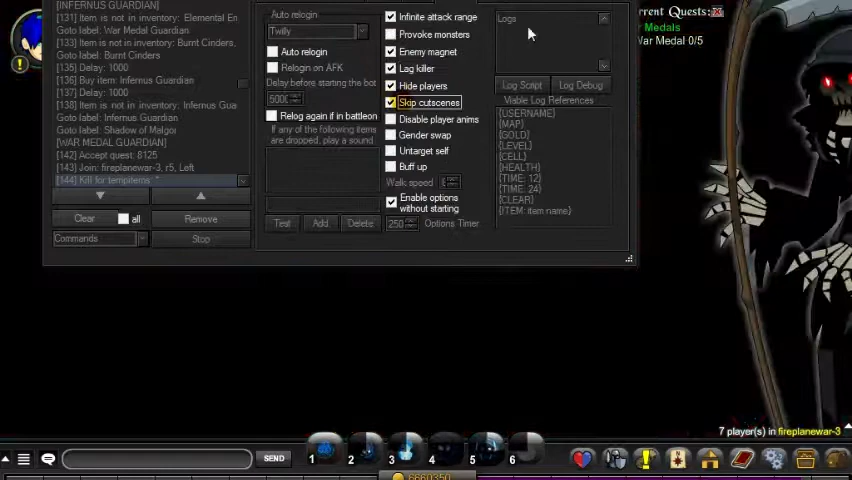 [INFERNUS GUARDIAN]
[131] Item is not in inventory: Elemental En
Goto label: War Medal Guardian
[133] Item is not in inventory: Burnt Cinders,
Goto label: Burnt Cinders
[135] Delay: 1000
[136] Buy item: Infernus Guardian
[137] Delay: 1000
[138] Item is not in inventory: Infernus Gua
Goto label: Infernus Guardian
Goto label: Shadow of Malgor
[WAR MEDAL GUARDIAN]
[142] Accept quest: 8125
[143] Join: fireplanewar-3, r5, Left
[144] Kill for tempitems: *
Clear
all
Remove
Commands
Stop
Auto relogin
Twilly
Auto relogin
Relogin on AFK
Delay before starting the bot
Relog again if in battleon
If any of the following items
are dropped, play a sound
Test
Add
Delete
Infinite attack range
Provoke monsters
Enemy magnet
Lag killer
Hide players
Skip cutscenes
Disable player anims
Gender swap
Untarget self
Buff up
Walk speed
Enable options
without starting
250
Options Timer
Logs
Log Script
Log Debug
Viable Log References
{USERNAME}
{MAP}
{GOLD}
{LEVEL}
{CELL}
{HEALTH}
{TIME: 12}
{TIME: 24}
{CLEAR}
{ITEM: item name}
rrent Quests:
Medals
War Medal 0/5
7 player(s) in fireplanewar-3
SEND
1
2
3
4
5
6
6660350